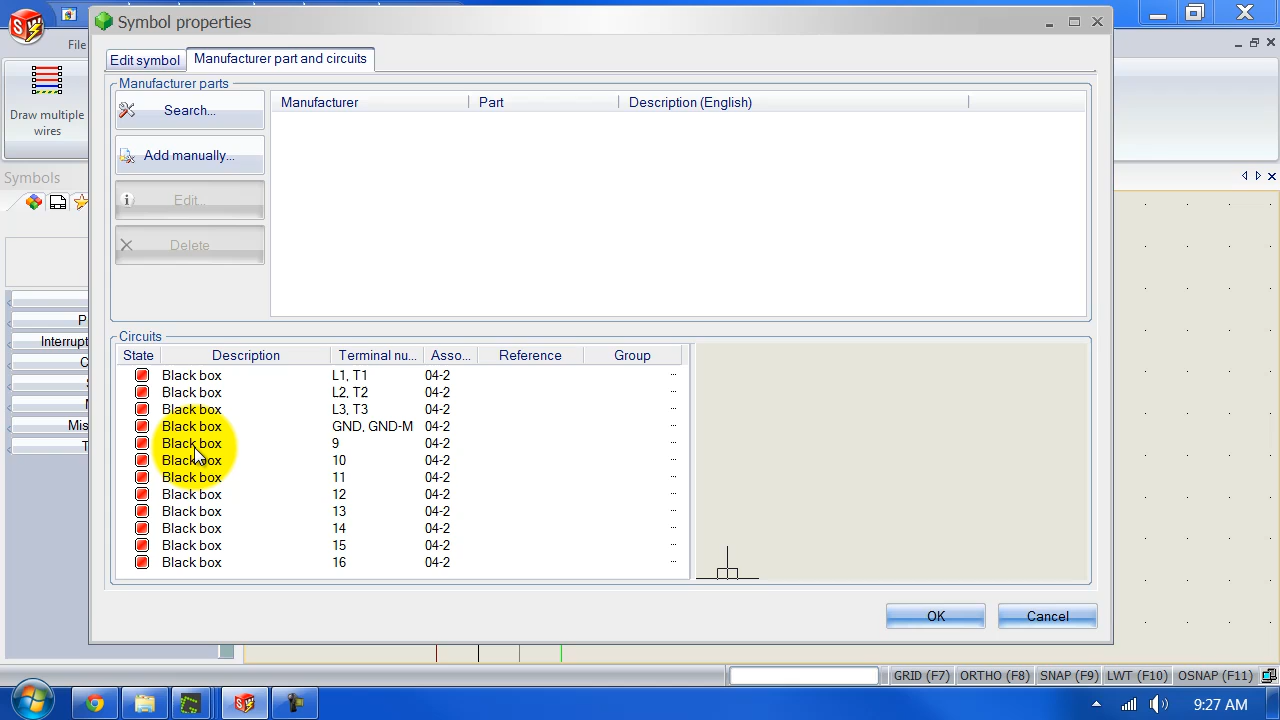 Symbol properties
File
Draw multiple
wires
Edit symbol
Manufacturer part and circuits
Manufacturer parts
Search...
Add manually...
Edit...
Delete
Manufacturer Part Description (English)
Symbols
P
Interrupt
C
S
Mis
T
Circuits
State Description Terminal nu... Asso... Reference Group
Black box L1, T1 04-2 ...
Black box L2, T2 04-2 ...
Black box L3, T3 04-2 ...
Black box GND, GND-M 04-2 ...
Black box 9 04-2 ...
Black box 10 04-2 ...
Black box 11 04-2 ...
Black box 12 04-2 ...
Black box 13 04-2 ...
Black box 14 04-2 ...
Black box 15 04-2 ...
Black box 16 04-2 ...
OK
Cancel
GRID (F7) ORTHO (F8) SNAP (F9) LWT (F10) OSNAP (F11)
9:27 AM